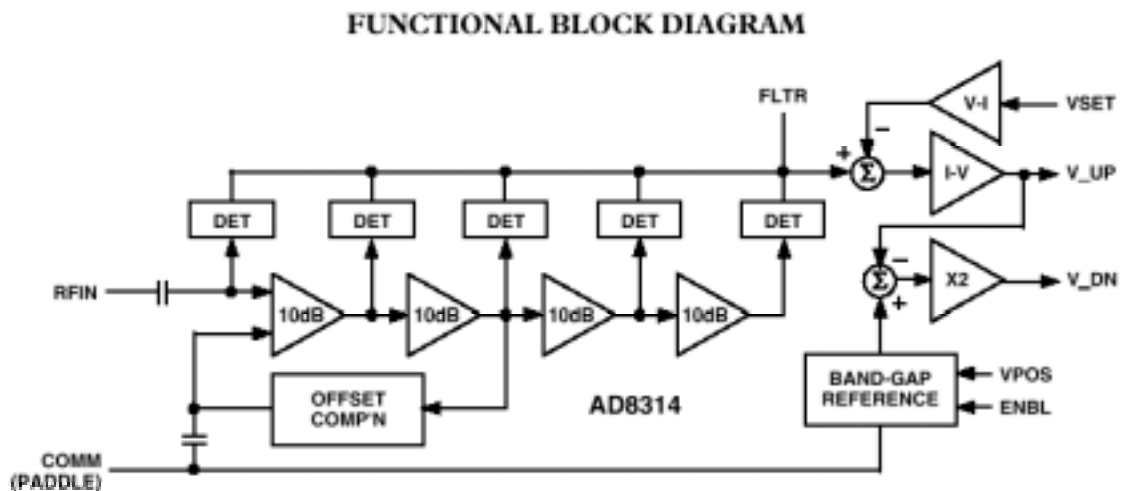 FUNCTIONAL BLOCK DIAGRAM
FLTR
V-I
VSET
−
+
Σ
I-V
V_UP
DET
DET
DET
DET
DET
−
Σ
+
X2
V_DN
RFIN
10dB
10dB
10dB
10dB
OFFSET
COMP'N
AD8314
BAND-GAP
REFERENCE
VPOS
ENBL
COMM
(PADDLE)